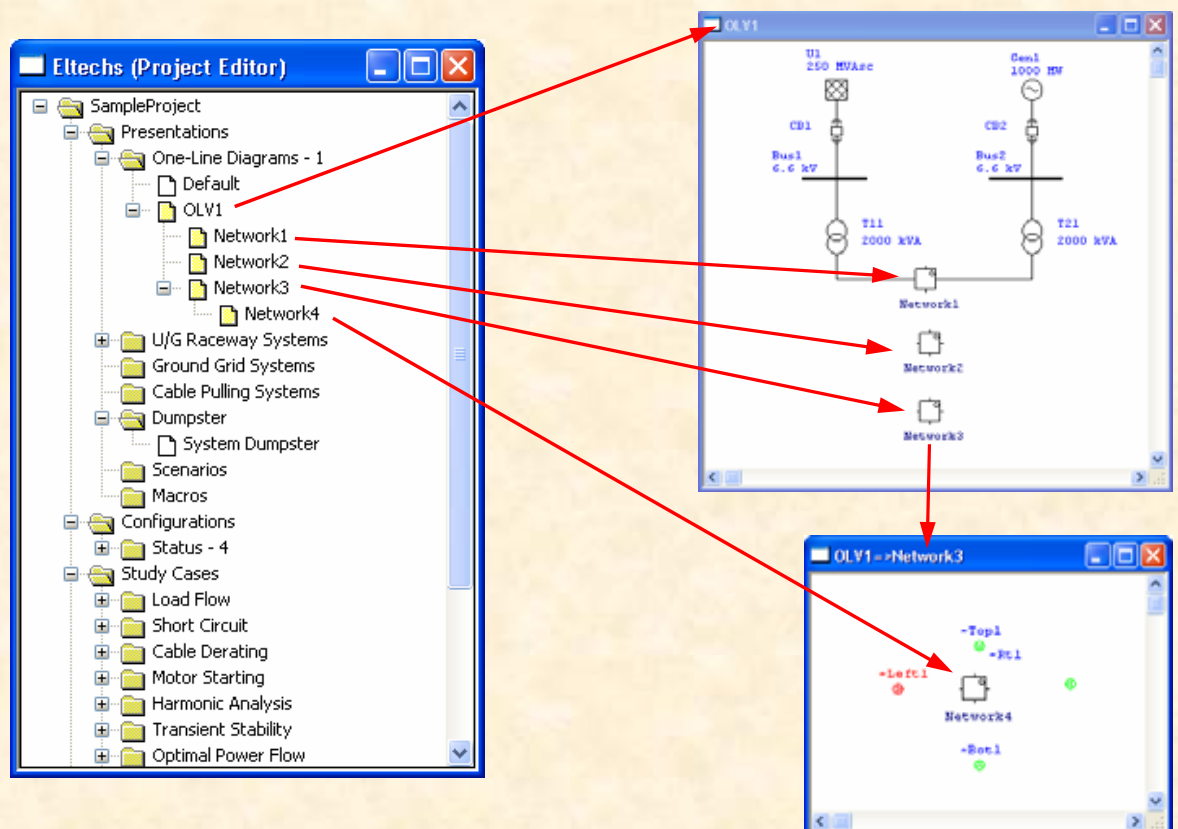 Eltechs (Project Editor)
SampleProject
Presentations
One-Line Diagrams - 1
Default
OLV1
Network1
Network2
Network3
Network4
U/G Raceway Systems
Ground Grid Systems
Cable Pulling Systems
Dumpster
System Dumpster
Scenarios
Macros
Configurations
Status - 4
Study Cases
Load Flow
Short Circuit
Cable Derating
Motor Starting
Harmonic Analysis
Transient Stability
Optimal Power Flow
OLV1
U1
250 MVAsc
Gen1
1000 MW
CB1
CB2
Bus1
6.6 kV
Bus2
6.6 kV
T11
2000 kVA
T21
2000 kVA
Network1
Network2
Network3
OLV1=>Network3
~Top1
~Rt1
~Left1
Network4
~Bot1